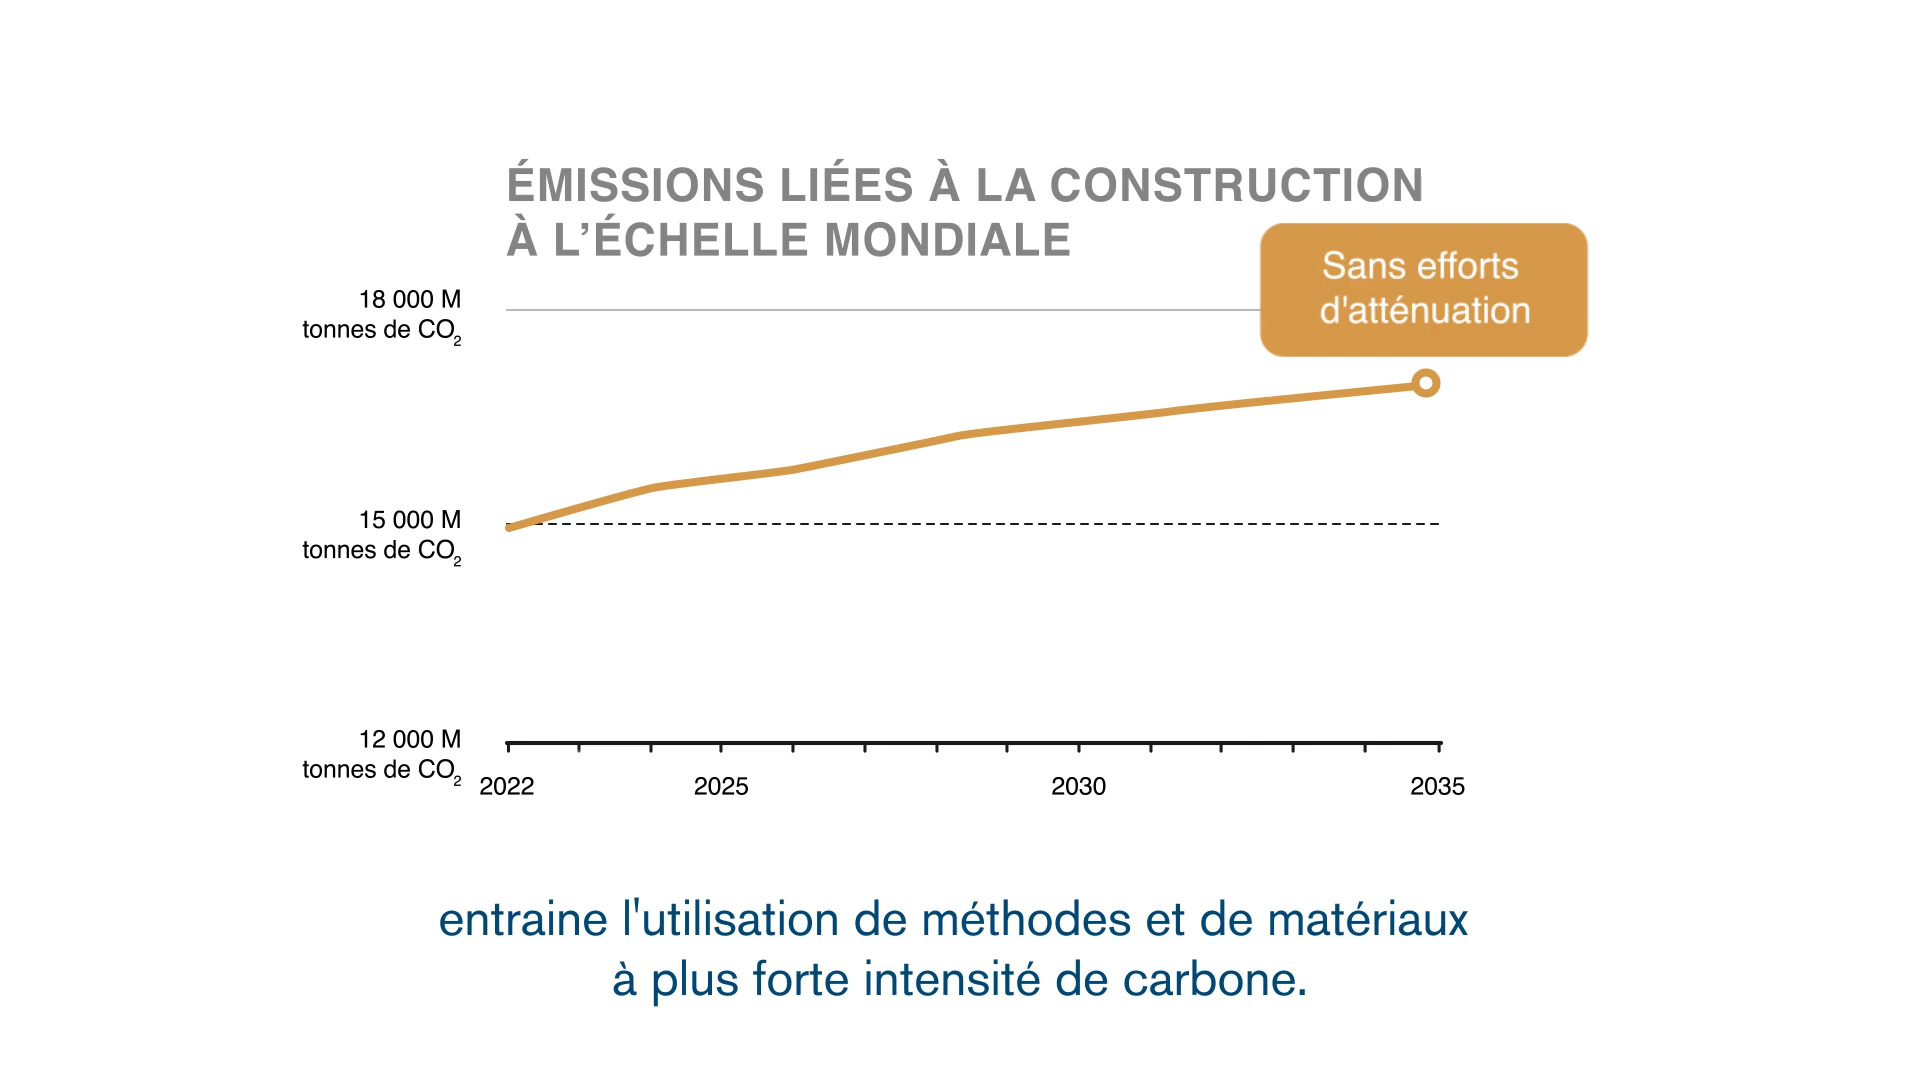 ÉMISSIONS LIÉES À LA CONSTRUCTION
À L’ÉCHELLE MONDIALE
Sans efforts
d'atténuation
18 000 M
tonnes de CO₂
15 000 M
tonnes de CO₂
12 000 M
tonnes de CO₂
2022 2025 2030 2035
entraine l'utilisation de méthodes et de matériaux
à plus forte intensité de carbone.